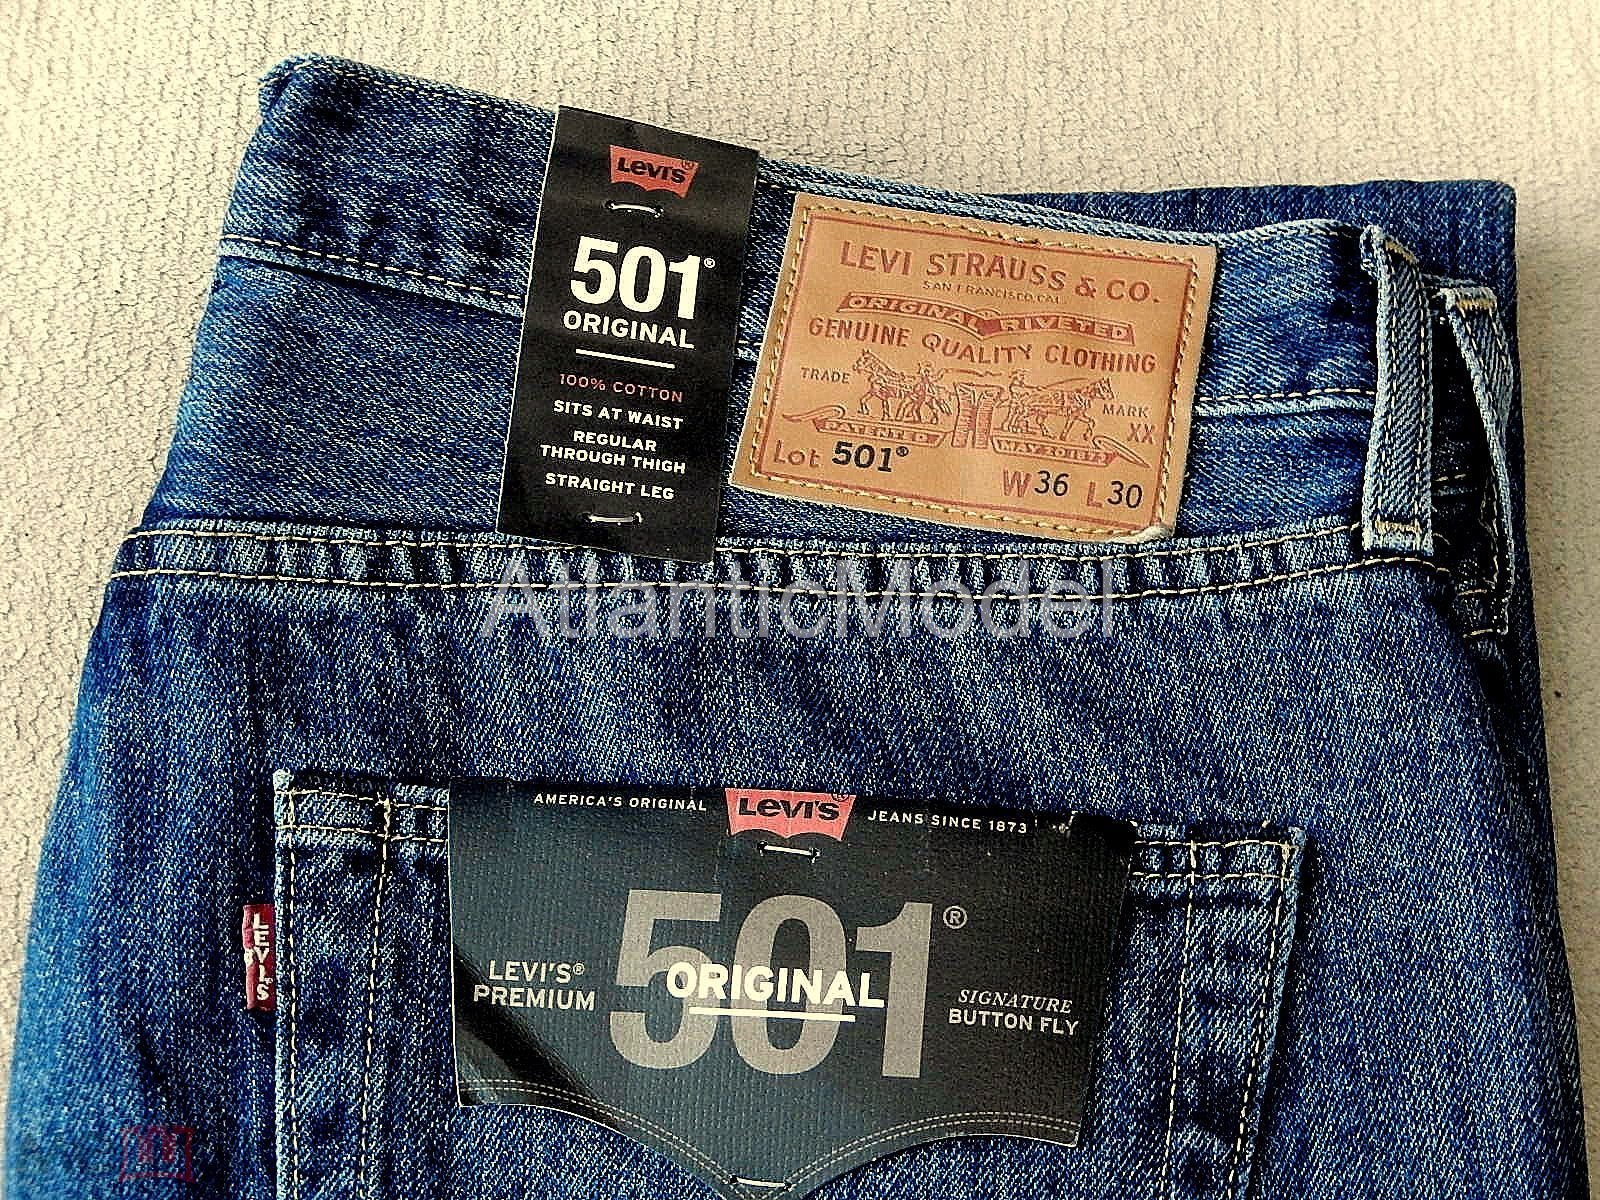 Levi's®
501®
ORIGINAL
100% COTTON
SITS AT WAIST
REGULAR
THROUGH THIGH
STRAIGHT LEG
LEVI STRAUSS & CO.
SAN FRANCISCO, CAL.
ORIGINAL RIVETED
GENUINE QUALITY CLOTHING
TRADE MARK
XX
PATENTED MAY 20 1873
Lot 501®
W36 L30
AtlanticModel
AMERICA'S ORIGINAL Levi's® JEANS SINCE 1873
501®
ORIGINAL
LEVI'S®
PREMIUM
SIGNATURE
BUTTON FLY
LEVI'S